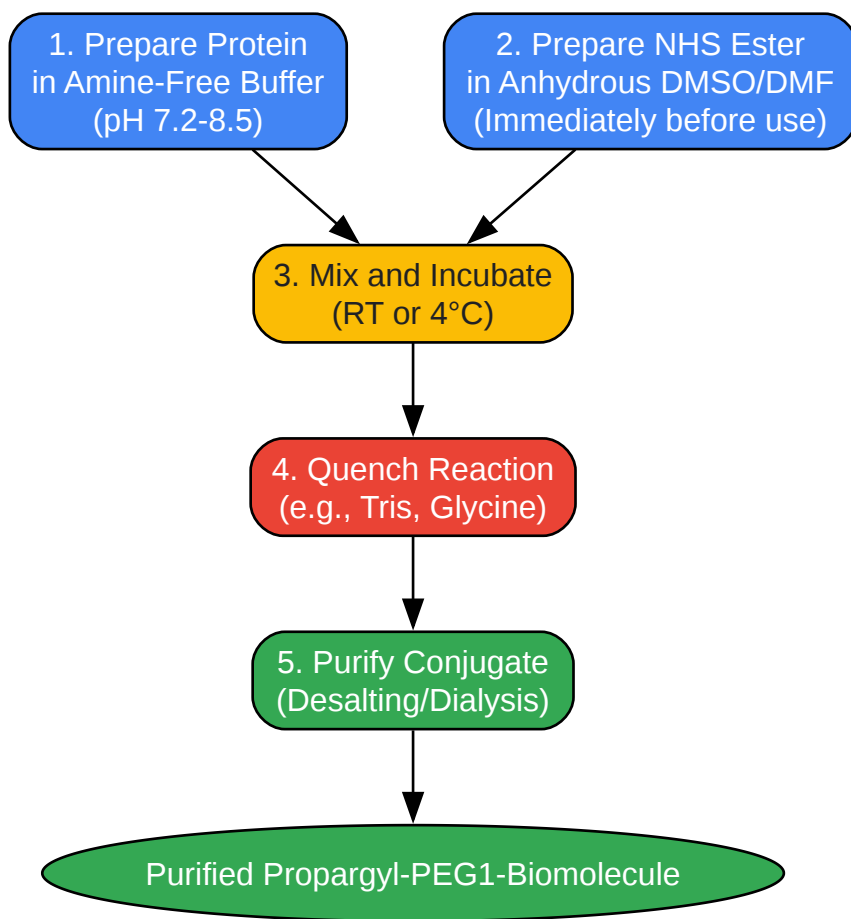 1. Prepare Protein
in Amine-Free Buffer
(pH 7.2-8.5)
2. Prepare NHS Ester
in Anhydrous DMSO/DMF
(Immediately before use)
3. Mix and Incubate
(RT or 4°C)
4. Quench Reaction
(e.g., Tris, Glycine)
5. Purify Conjugate
(Desalting/Dialysis)
Purified Propargyl-PEG1-Biomolecule